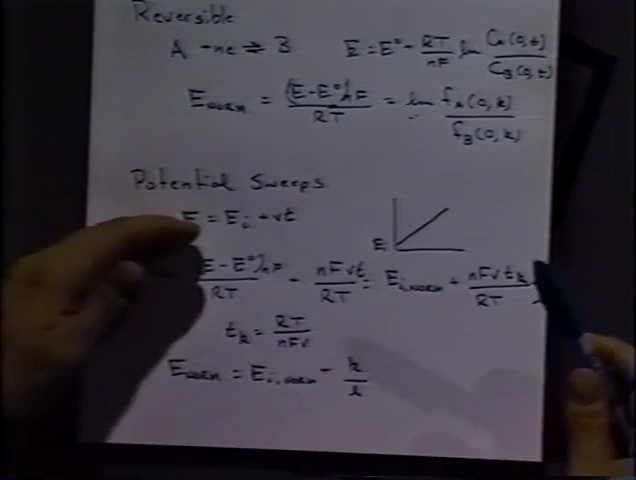 Reversible
A -ne ⇌ B E = E° - RT/nF ln C_A(0,t)/C_B(0,t)
E_NORM = (E-E°)nF/RT = ln f_A(0,k)/f_B(0,k)
Potential Sweeps
E = E_i + vt
E_i
E-E°)nF/RT - nFvt/RT = E_i,NORM - nFvt_k/RT
t_k = RT/nFv
E_NORM = E_i,NORM - k/l